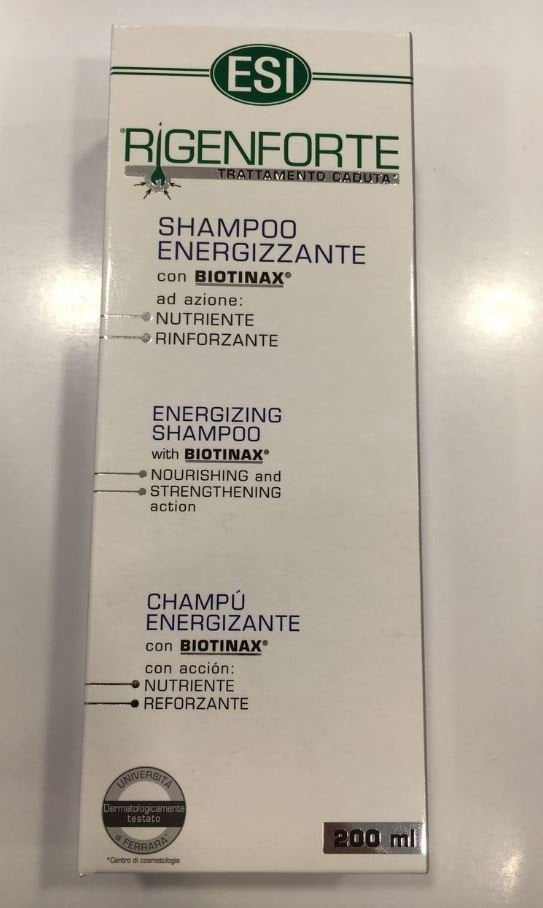 ESI
®RIGENFORTE
TRATTAMENTO CADUTA*
SHAMPOO
ENERGIZZANTE
con BIOTINAX®
ad azione:
NUTRIENTE
RINFORZANTE
ENERGIZING
SHAMPOO
with BIOTINAX®
NOURISHING and
STRENGTHENING
action
CHAMPÚ
ENERGIZANTE
con BIOTINAX®
con acción:
NUTRIENTE
REFORZANTE
UNIVERSITÀ
Dermatologicamente
testato
di FERRARA*
*Centro di cosmetologia
200 ml